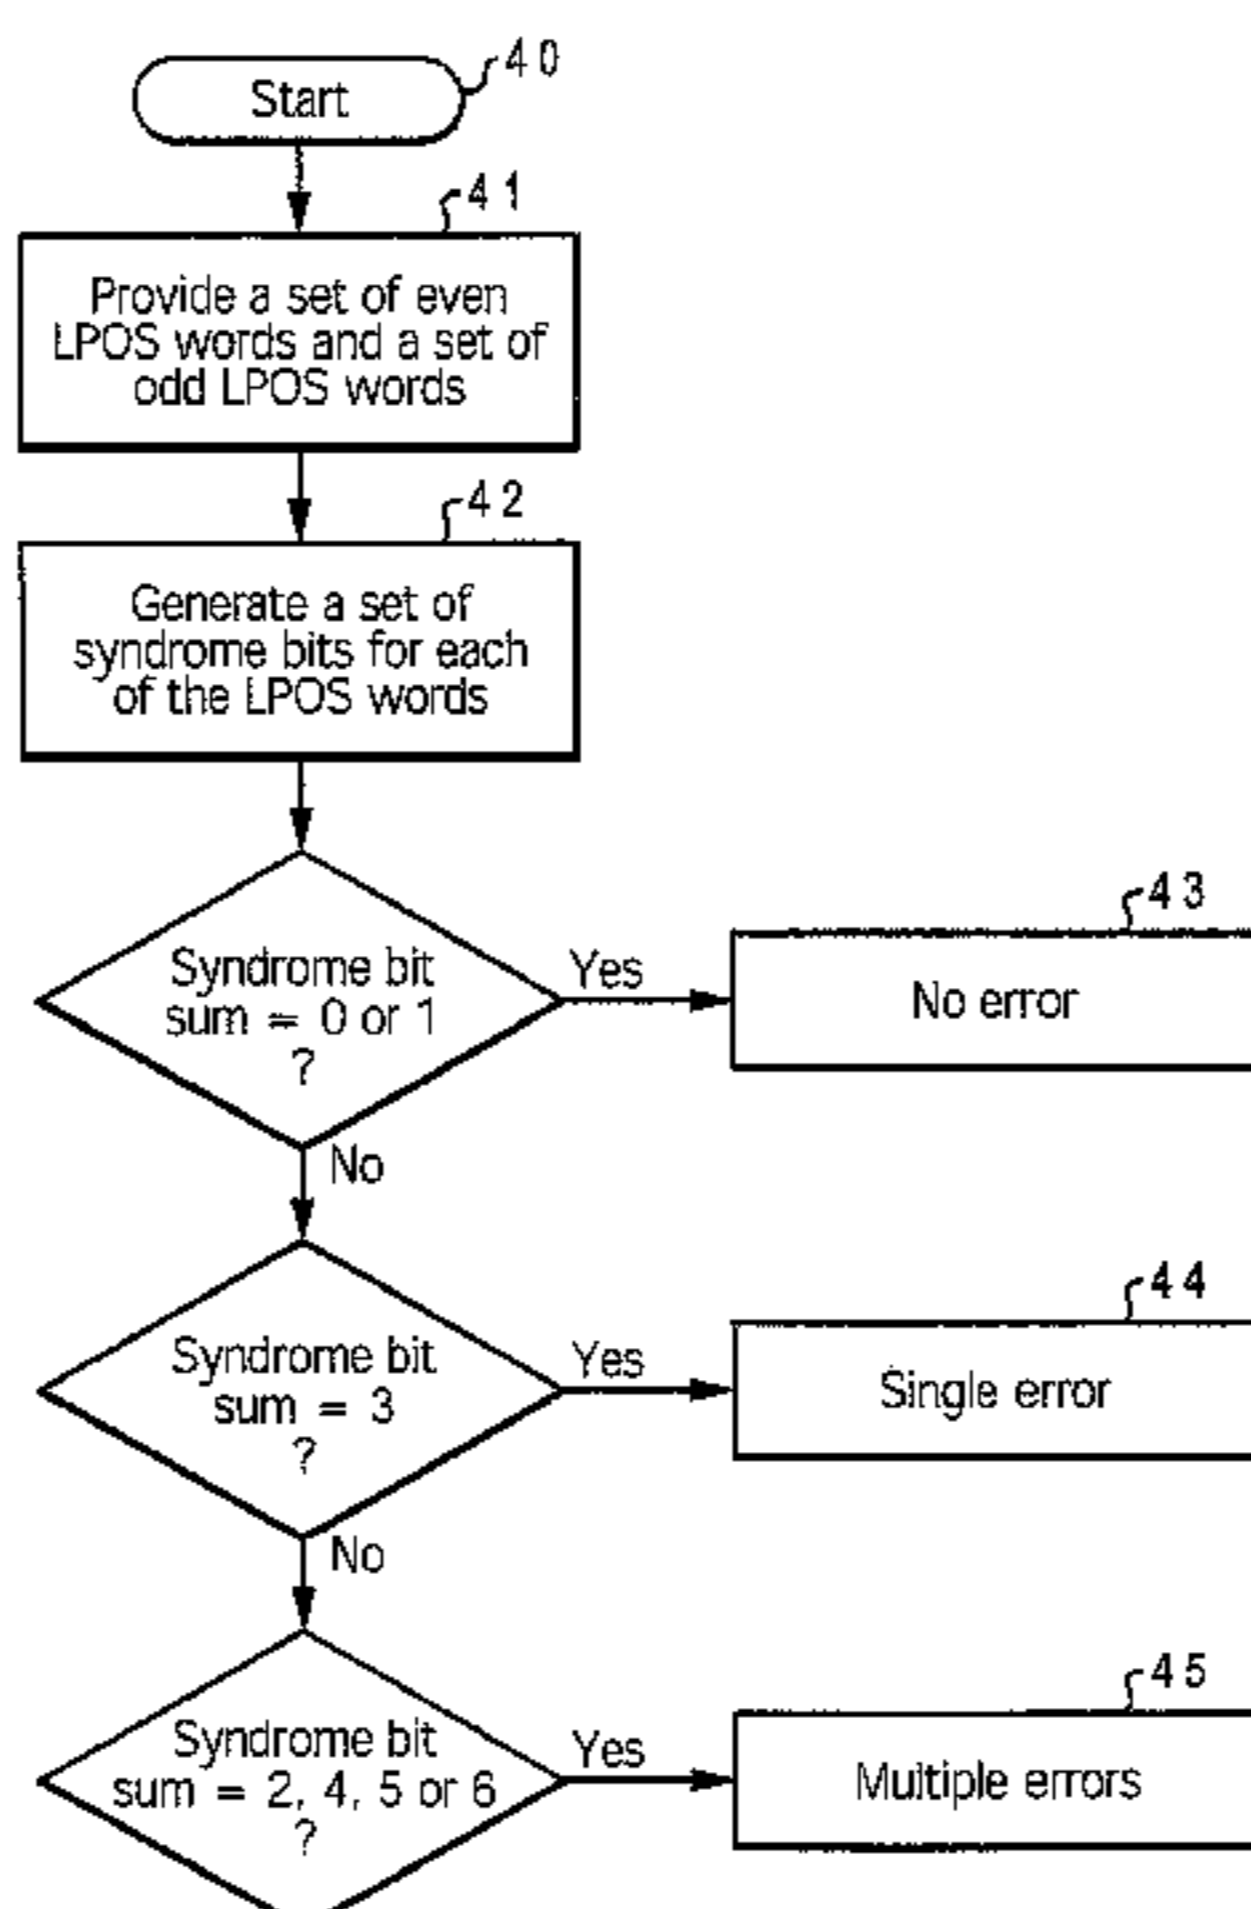 40
Start
41
Provide a set of even
LPOS words and a set of
odd LPOS words
42
Generate a set of
syndrome bits for each
of the LPOS words
43
Syndrome bit
sum = 0 or 1
?
Yes
No error
No
44
Syndrome bit
sum = 3
?
Yes
Single error
No
45
Syndrome bit
sum = 2, 4, 5 or 6
?
Yes
Multiple errors